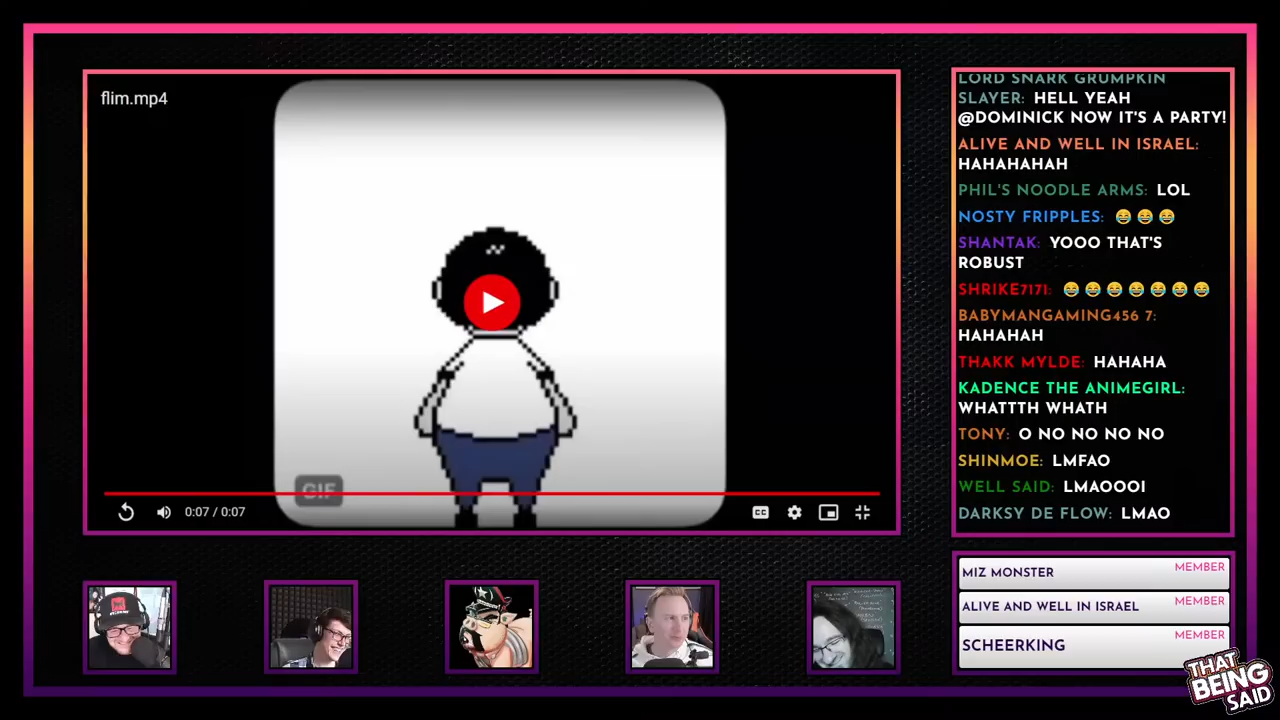 flim.mp4
GIF
0:07 / 0:07
CC
LORD SNARK GRUMPKIN
SLAYER: HELL YEAH
@DOMINICK NOW IT'S A PARTY!
ALIVE AND WELL IN ISRAEL:
HAHAHAHAH
PHIL'S NOODLE ARMS: LOL
NOSTY FRIPPLES: 😂 😂 😂
SHANTAK: YOOO THAT'S
ROBUST
SHRIKE7171: 😂 😂 😂 😂 😂 😂 😂
BABYMANGAMING456 7:
HAHAHAH
THAKK MYLDE: HAHAHA
KADENCE THE ANIMEGIRL:
WHATTTH WHATH
TONY: O NO NO NO NO
SHINMOE: LMFAO
WELL SAID: LMAOOOI
DARKSY DE FLOW: LMAO
MIZ MONSTER MEMBER
ALIVE AND WELL IN ISRAEL MEMBER
SCHEERKING MEMBER
THAT
BEING
SAID